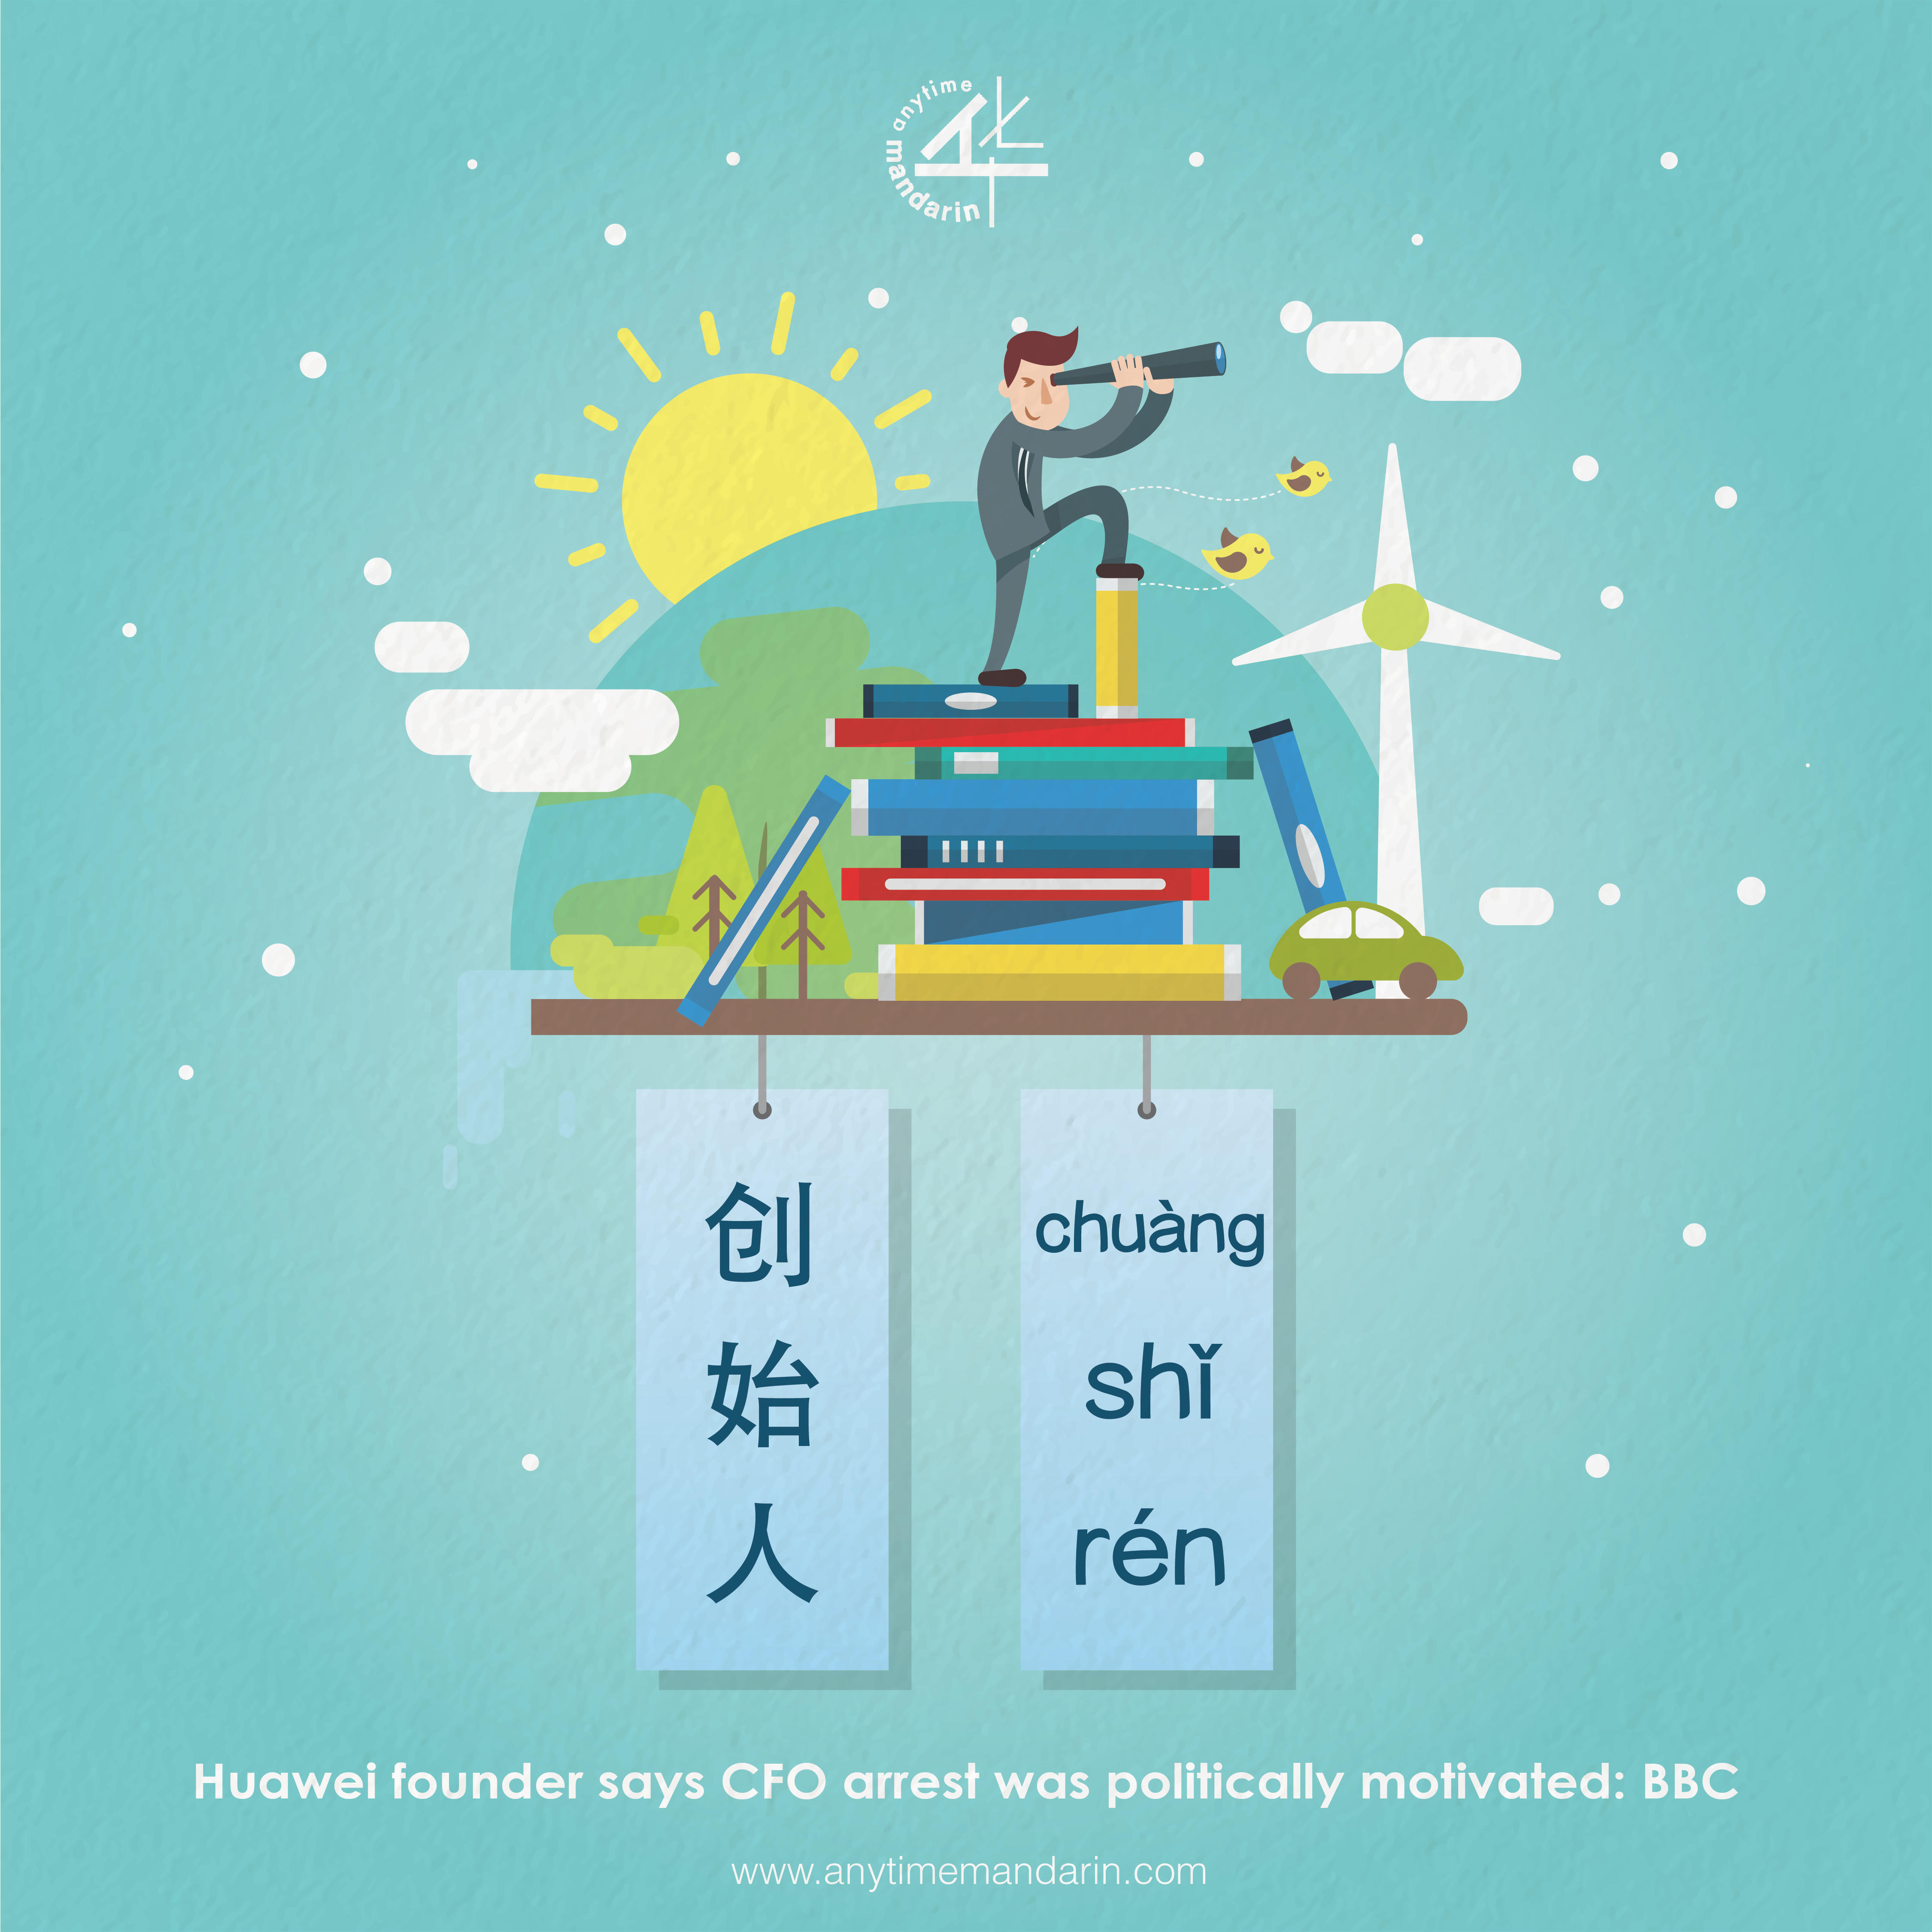 anytime
mandarin
华
创
始
人
chuàng
shǐ
rén
Huawei founder says CFO arrest was politically motivated: BBC
www.anytimemandarin.com